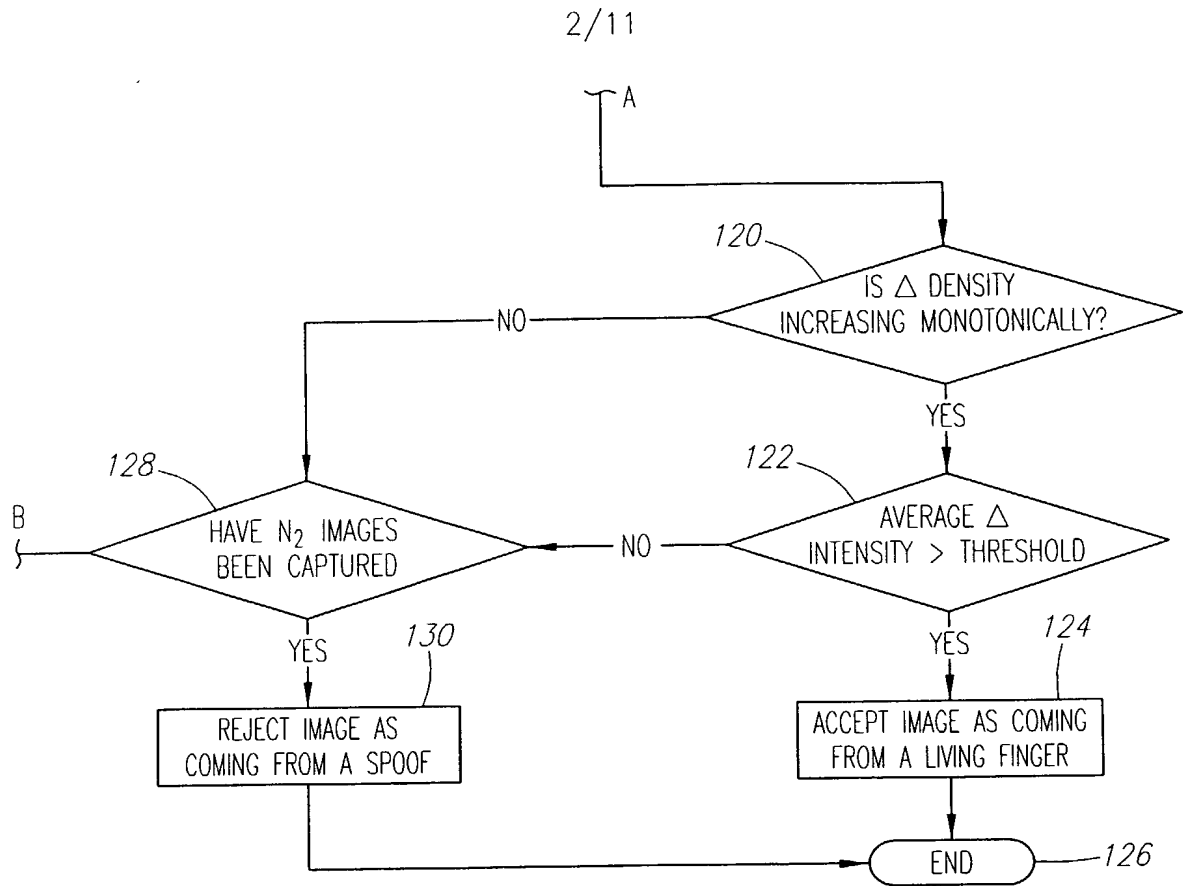 2/11
A
120
IS △ DENSITY
INCREASING MONOTONICALLY?
NO
YES
128
122
B
HAVE N₂ IMAGES
BEEN CAPTURED
NO
AVERAGE △
INTENSITY > THRESHOLD
YES
130
YES
124
REJECT IMAGE AS
COMING FROM A SPOOF
ACCEPT IMAGE AS COMING
FROM A LIVING FINGER
END
126